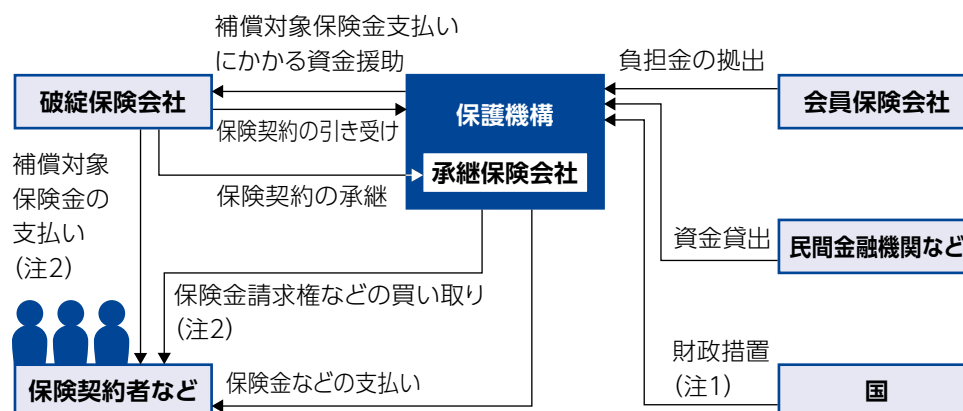 補償対象保険金支払い
にかかる資金援助
負担金の拠出
破綻保険会社
保護機構
会員保険会社
保険契約の引き受け
補償対象
保険金の
支払い
(注2)
承継保険会社
保険契約の承継
資金貸出
民間金融機関など
保険金請求権などの買い取り
(注2)
財政措置
(注1)
保険契約者など
保険金などの支払い
国